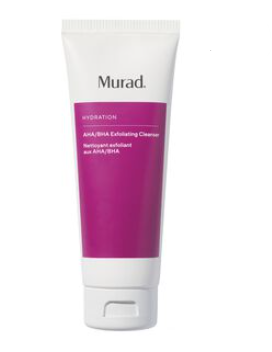 Murad.
HYDRATION
AHA/BHA Exfoliating Cleanser
Nettoyant exfoliant
aux AHA/BHA